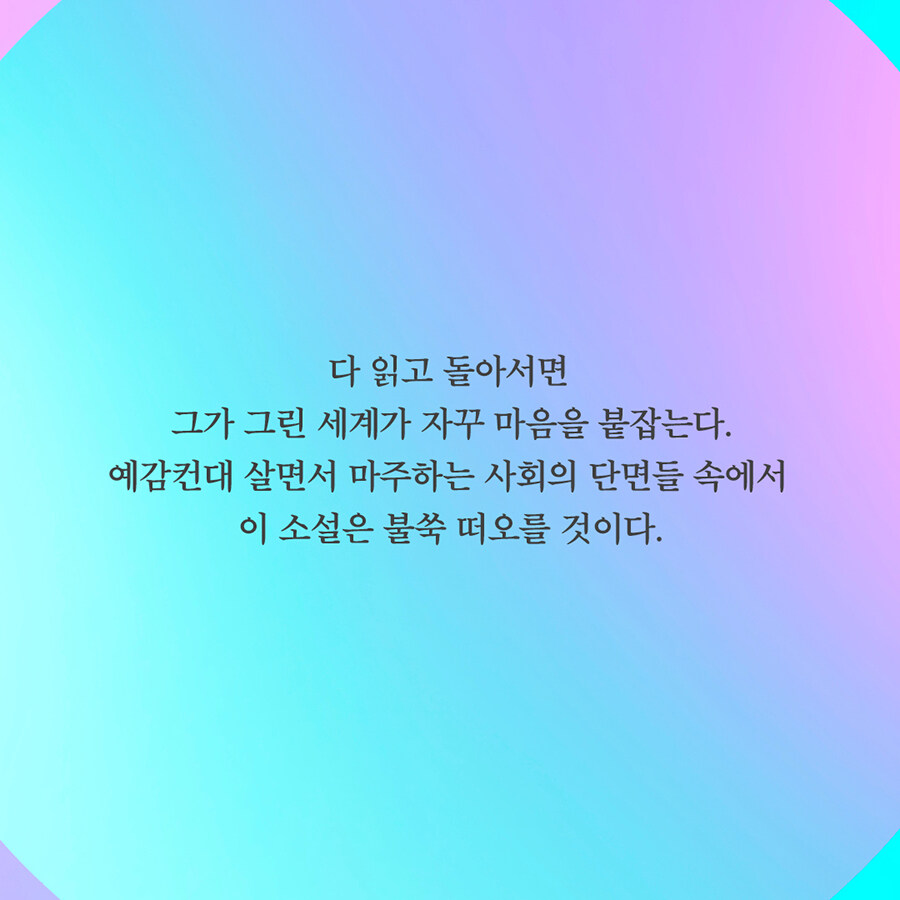 다 읽고 돌아서면
그가 그린 세계가 자꾸 마음을 붙잡는다.
예감컨대 살면서 마주하는 사회의 단면들 속에서
이 소설은 불쑥 떠오를 것이다.